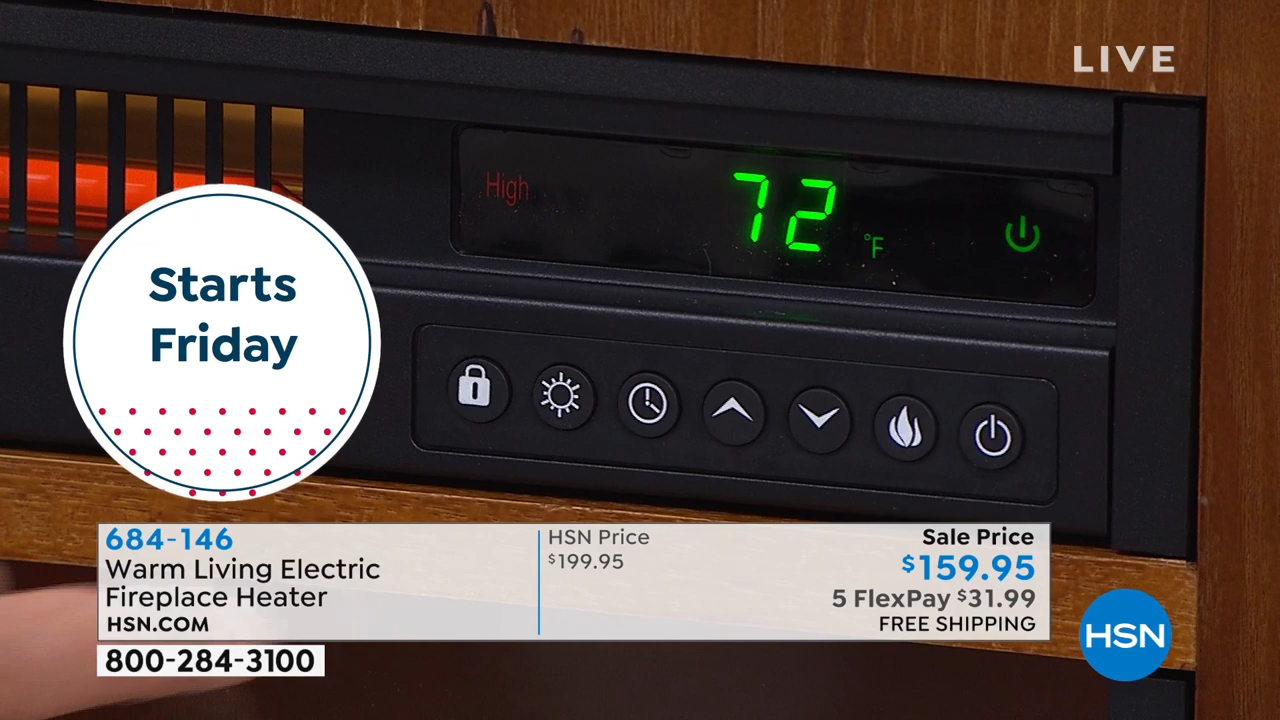 LIVE
High
72 °F
Starts
Friday
684-146
Warm Living Electric
Fireplace Heater
HSN.COM
HSN Price
$199.95
Sale Price
$159.95
5 FlexPay $31.99
FREE SHIPPING
HSN
800-284-3100